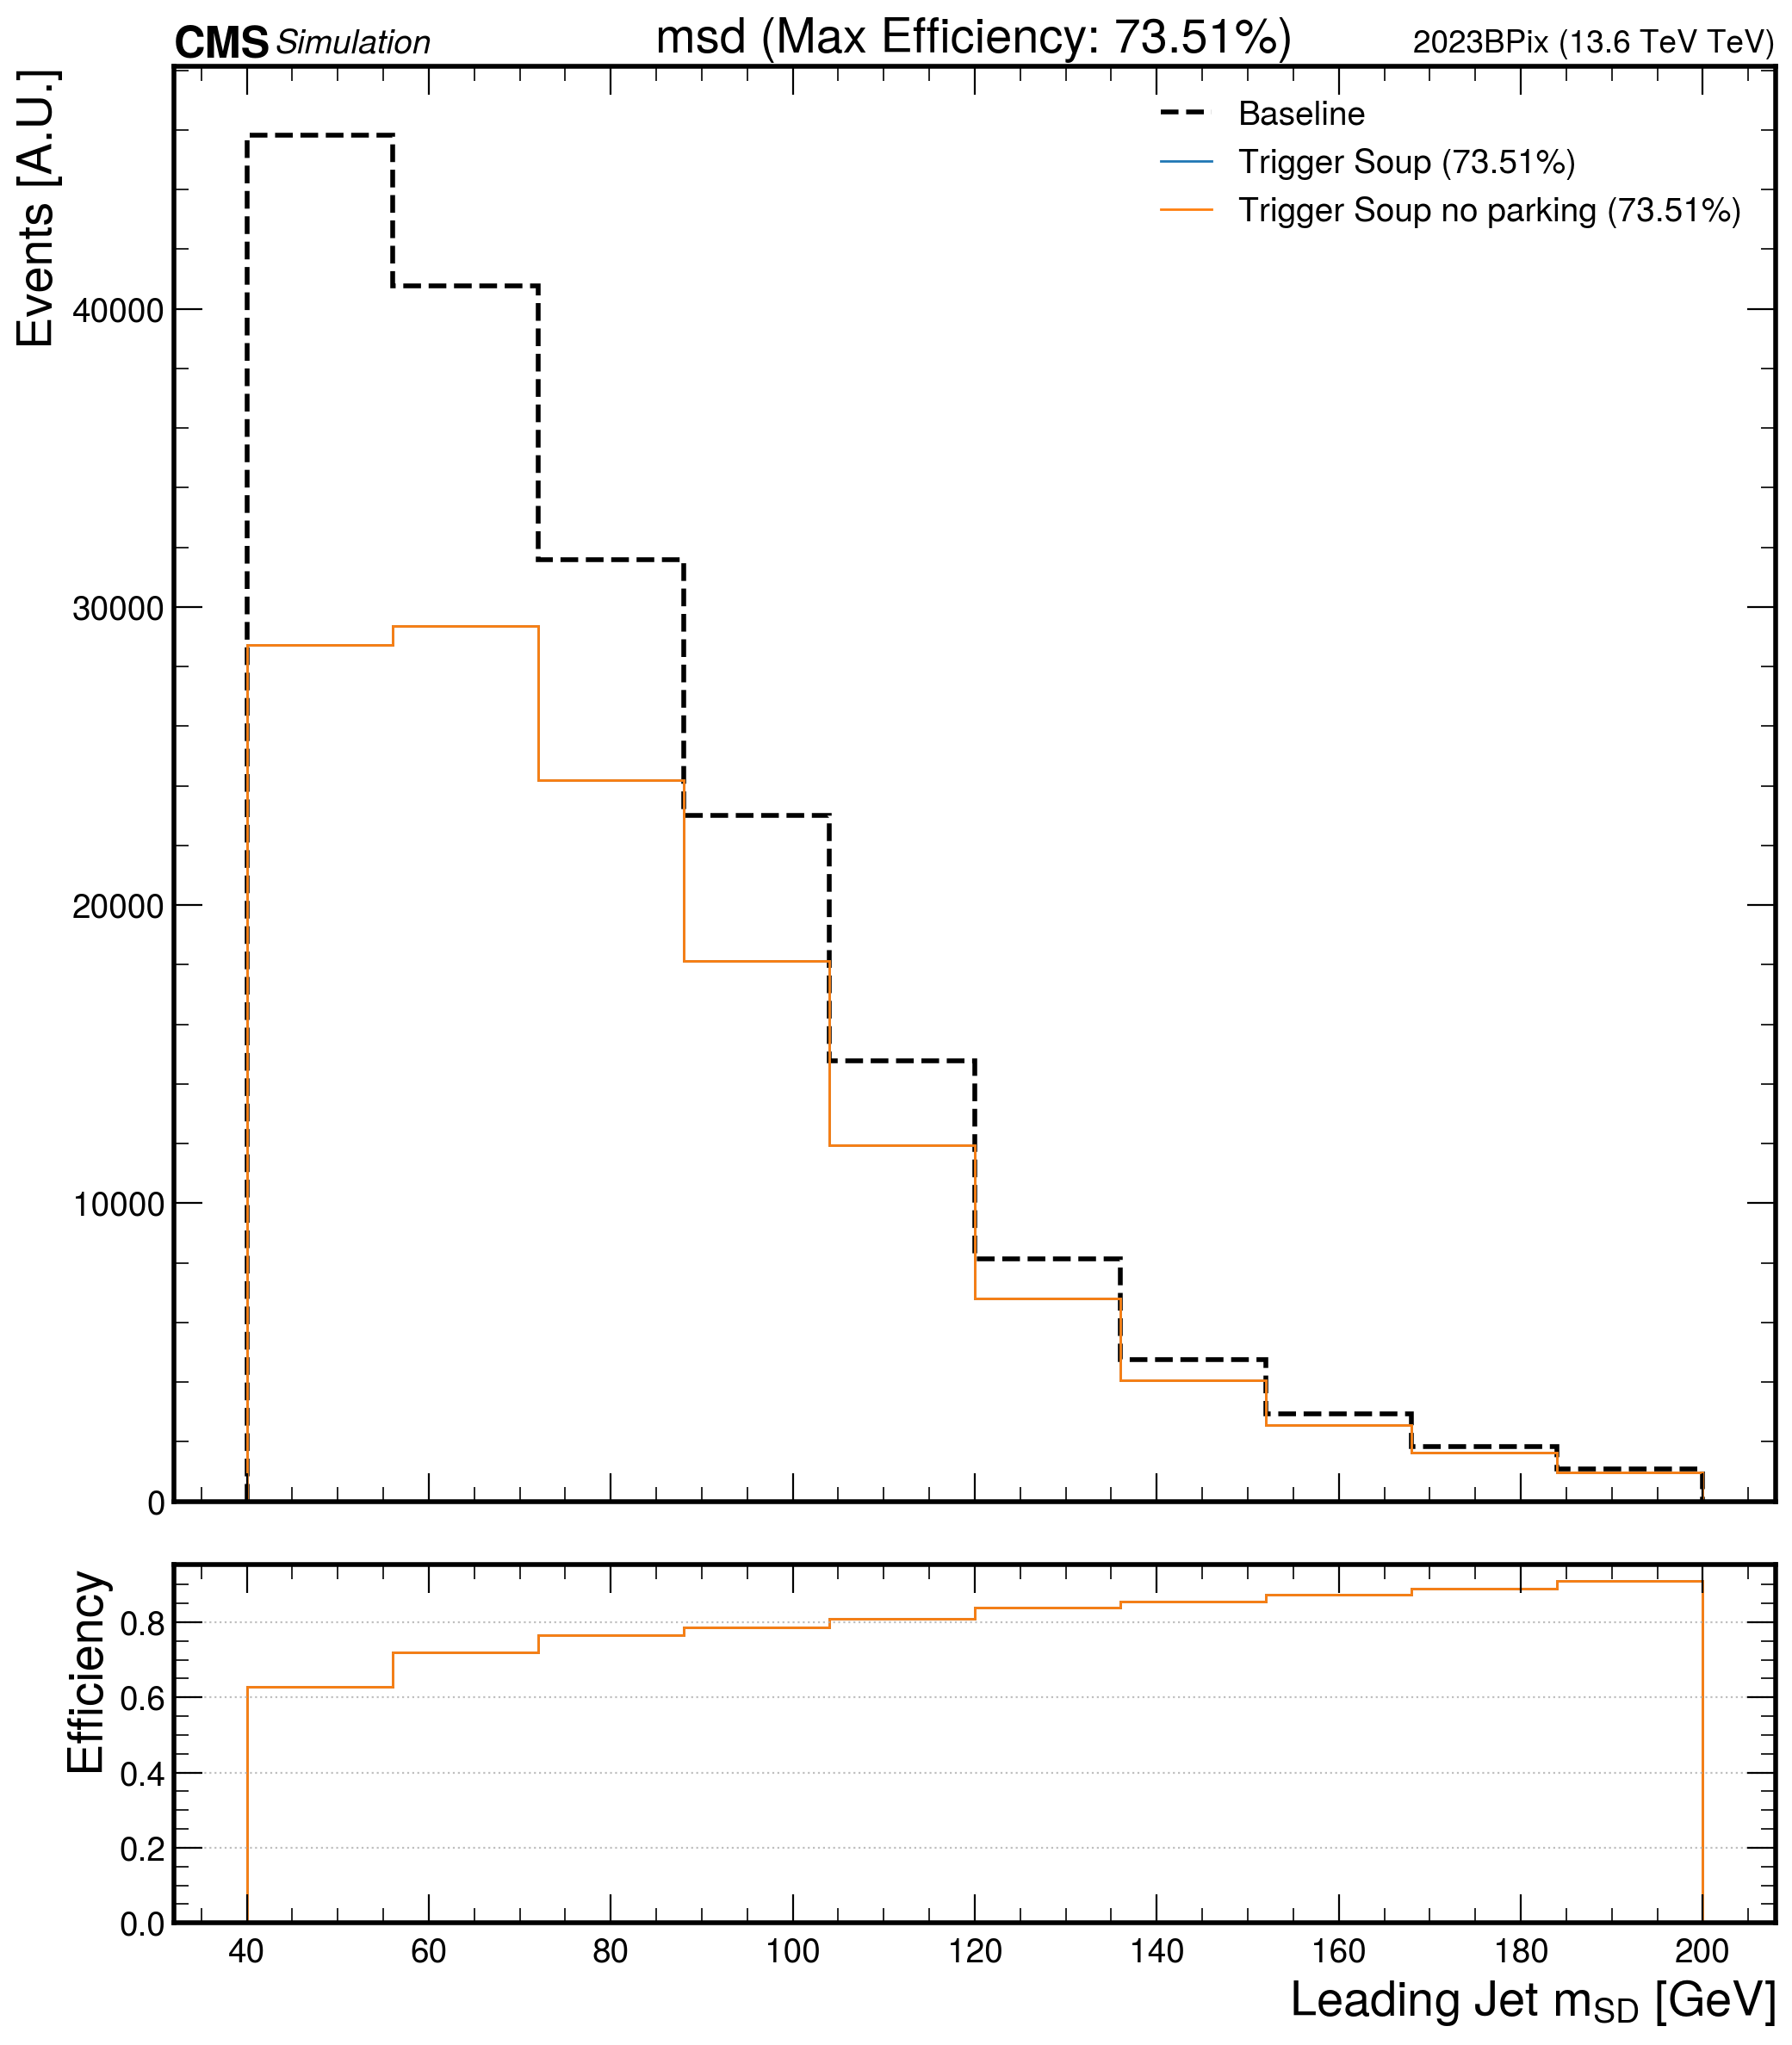 CMS Simulation msd (Max Efficiency: 73.51%) 2023BPix (13.6 TeV TeV)
Events [A.U.]
Baseline
Trigger Soup (73.51%)
Trigger Soup no parking (73.51%)
40000
30000
20000
10000
0
Efficiency
0.8
0.6
0.4
0.2
0.0
40 60 80 100 120 140 160 180 200
Leading Jet mSD [GeV]